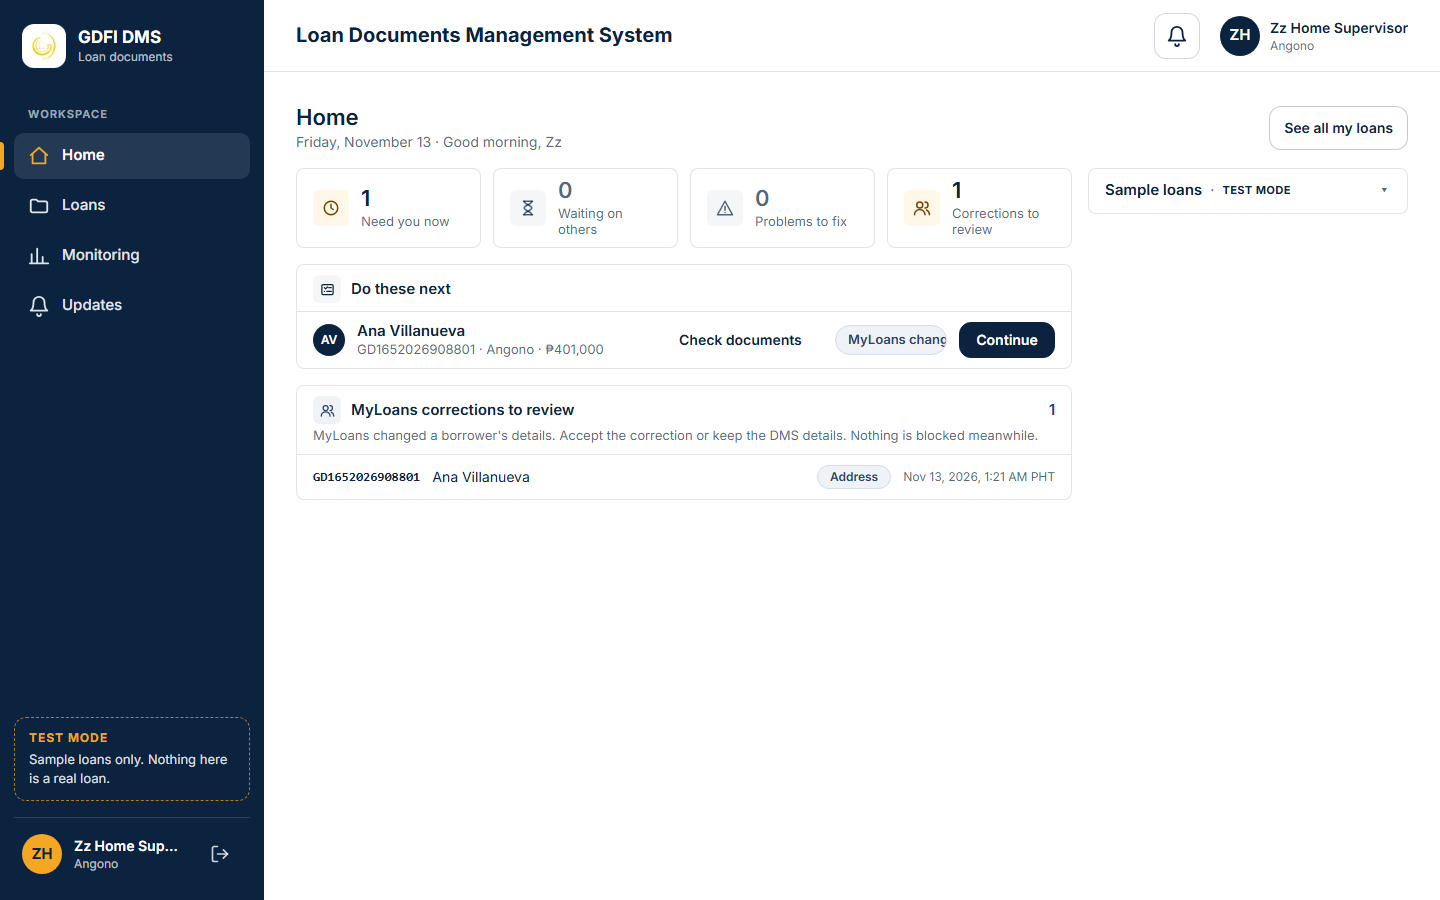 GDFI DMS
Loan documents
WORKSPACE
Home
Loans
Monitoring
Updates
TEST MODE
Sample loans only. Nothing here
is a real loan.
ZH
Zz Home Sup...
Angono
Loan Documents Management System
ZH
Zz Home Supervisor
Angono
Home
Friday, November 13 · Good morning, Zz
See all my loans
1
Need you now
0
Waiting on
others
0
Problems to fix
1
Corrections to
review
Sample loans · TEST MODE
Do these next
AV
Ana Villanueva
GD1652026908801 · Angono · ₱401,000
Check documents
MyLoans chang
Continue
MyLoans corrections to review
1
MyLoans changed a borrower's details. Accept the correction or keep the DMS details. Nothing is blocked meanwhile.
GD1652026908801 Ana Villanueva
Address
Nov 13, 2026, 1:21 AM PHT